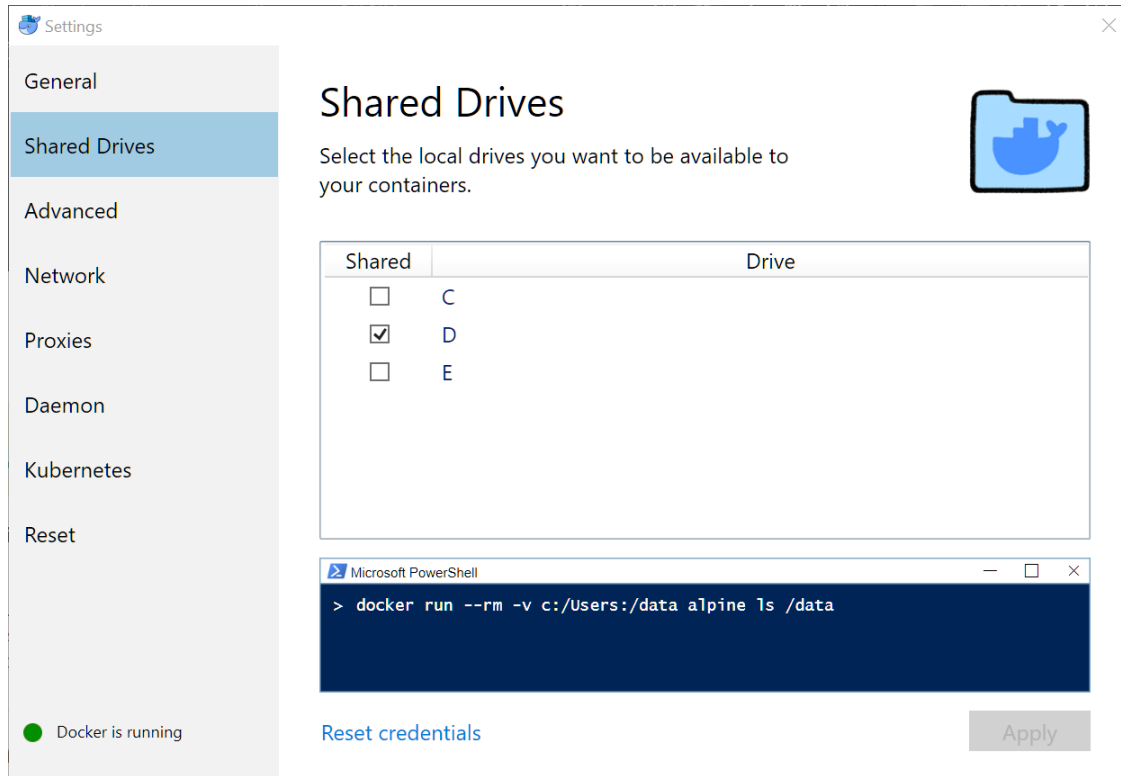 Settings
General
Shared Drives
Advanced
Network
Proxies
Daemon
Kubernetes
Reset
Docker is running
Shared Drives
Select the local drives you want to be available to
your containers.
Shared Drive
C
D
E
Microsoft PowerShell
> docker run --rm -v c:/Users:/data alpine ls /data
Reset credentials
Apply